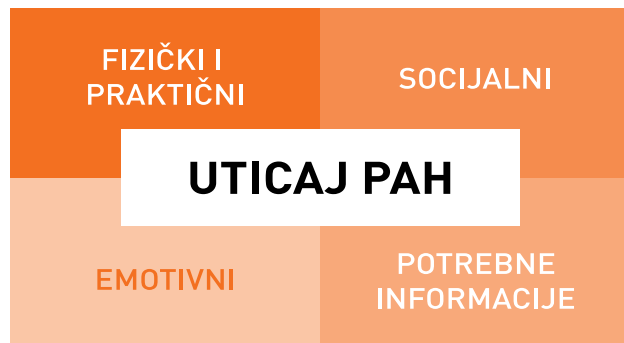 FIZIČKI I
PRAKTIČNI
SOCIJALNI
UTICAJ PAH
EMOTIVNI
POTREBNE
INFORMACIJE